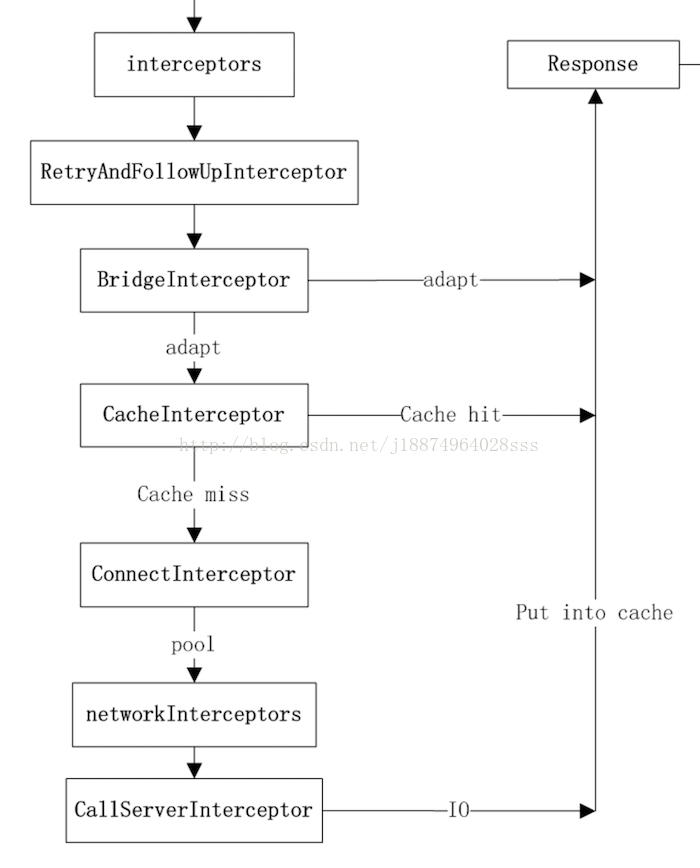 interceptors
Response
RetryAndFollowUpInterceptor
BridgeInterceptor
adapt
adapt
CacheInterceptor
Cache hit
http://blog.csdn.net/j18874964028sss
Cache miss
ConnectInterceptor
Put into cache
pool
networkInterceptors
CallServerInterceptor
IO